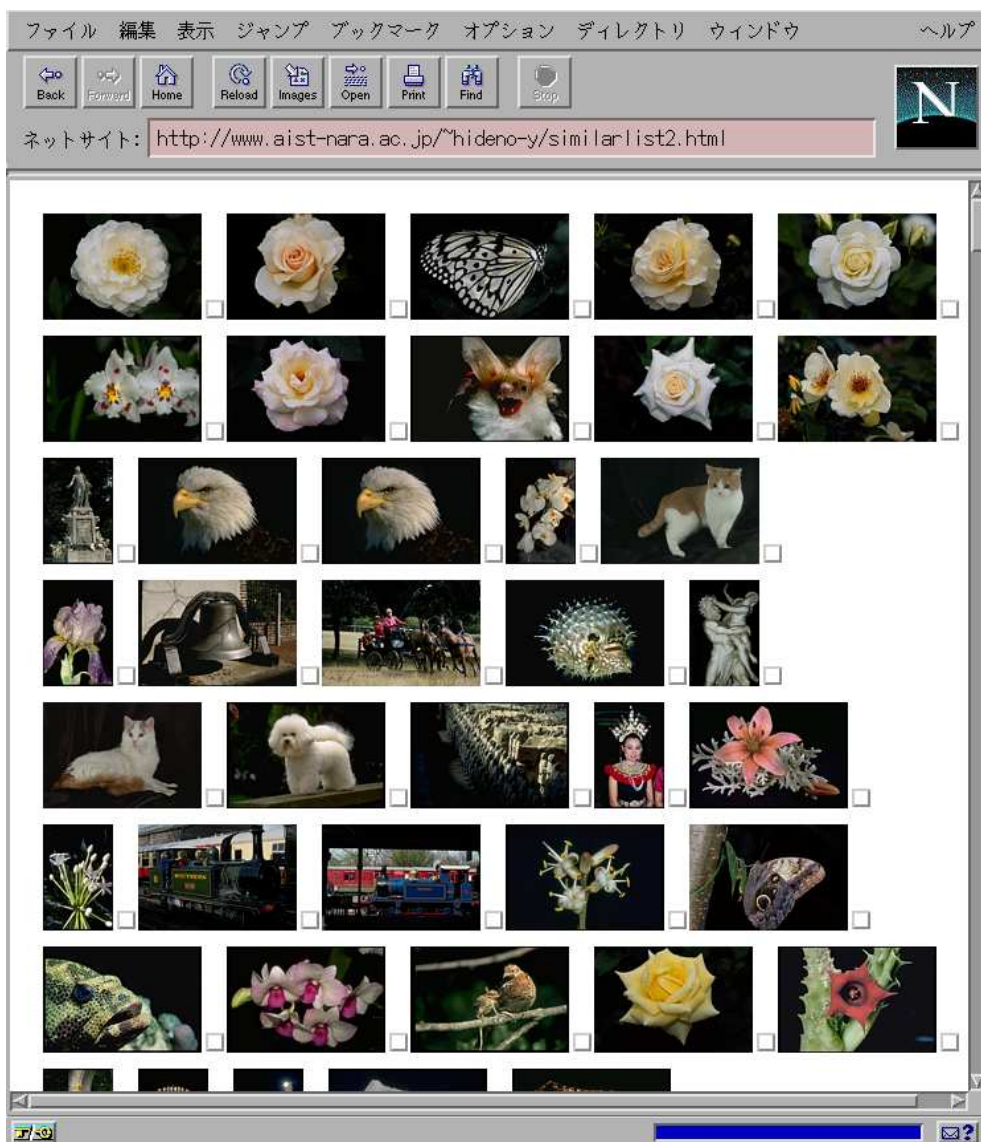 ファイル 編集 表示 ジャンプ ブックマーク オプション ディレクトリ ウィンドウ ヘルプ
Back Forward Home Reload Images Open Print Find Stop
N
ネットサイト: http://www.aist-nara.ac.jp/~hideno-y/similarlist2.html
SOUTHERN
?